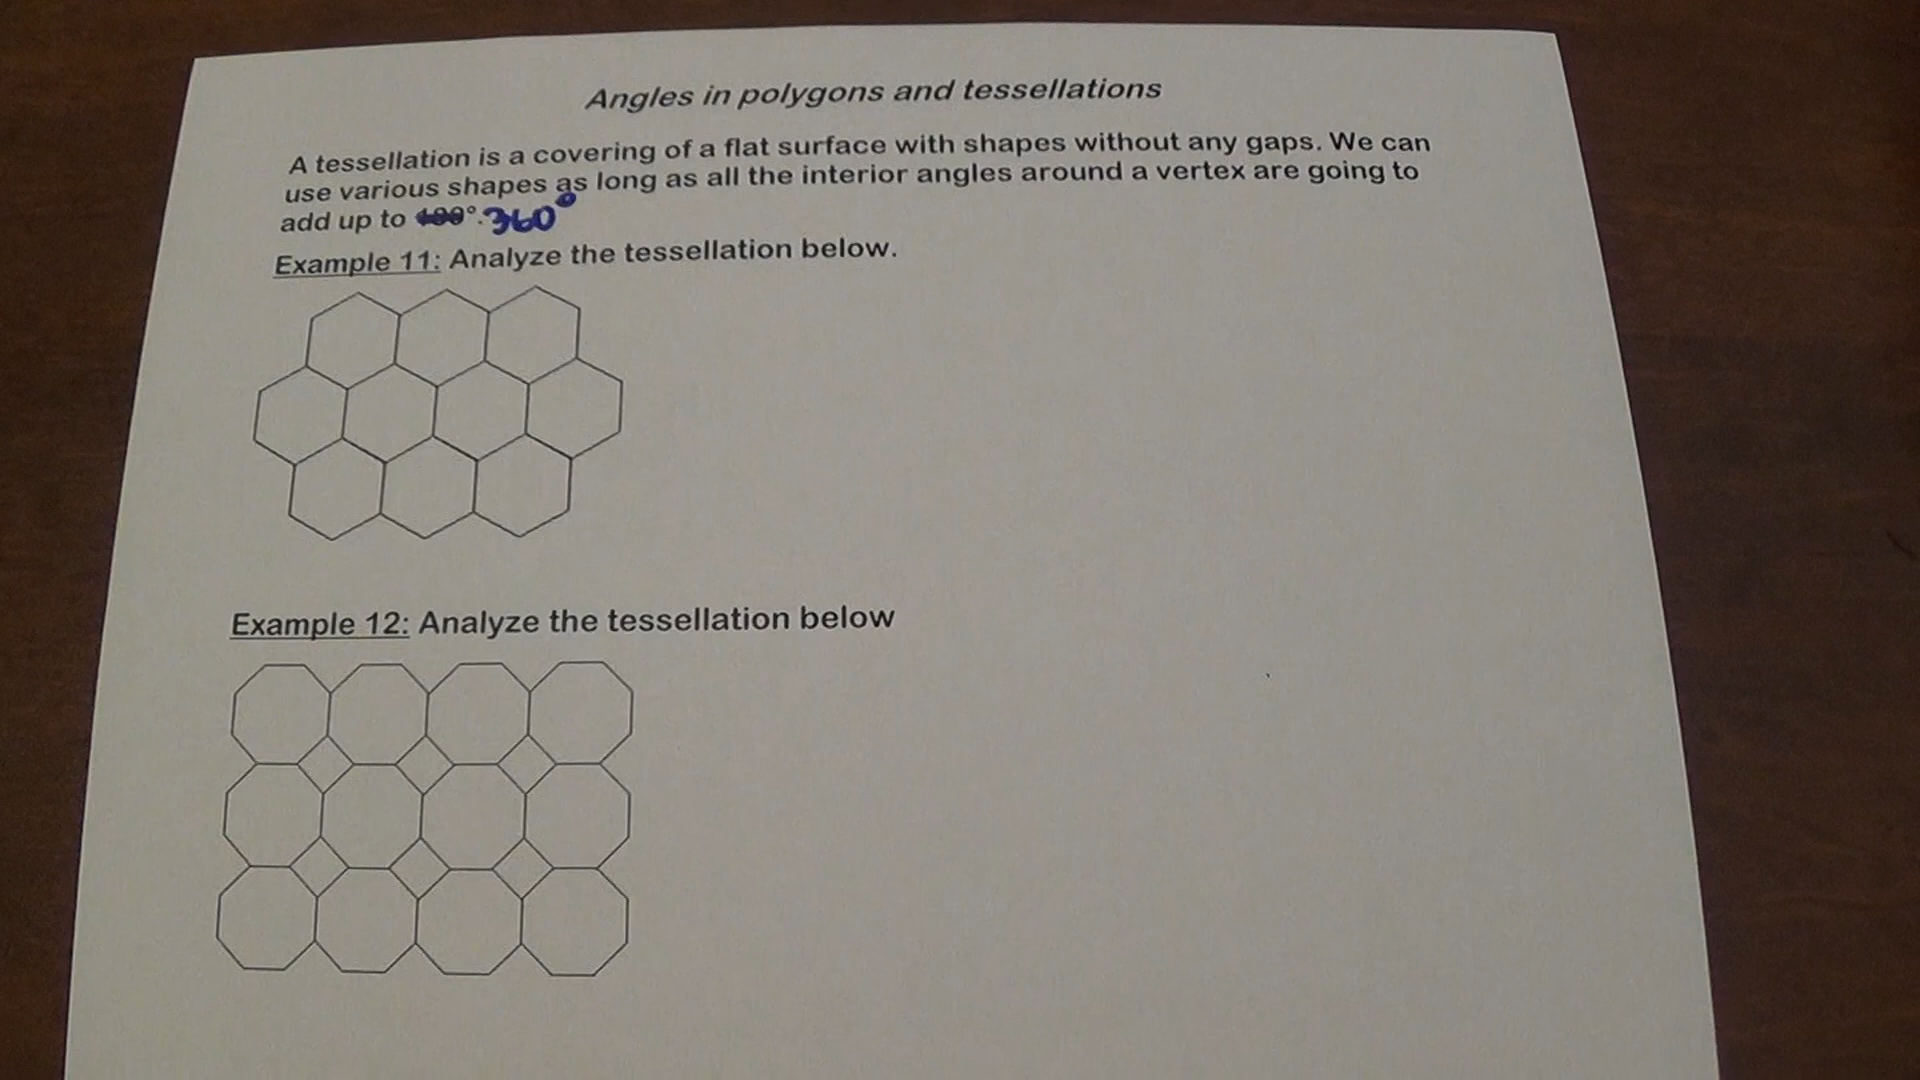 Angles in polygons and tessellations
A tessellation is a covering of a flat surface with shapes without any gaps. We can
use various shapes as long as all the interior angles around a vertex are going to
add up to 180°. 360°
Example 11: Analyze the tessellation below.
Example 12: Analyze the tessellation below